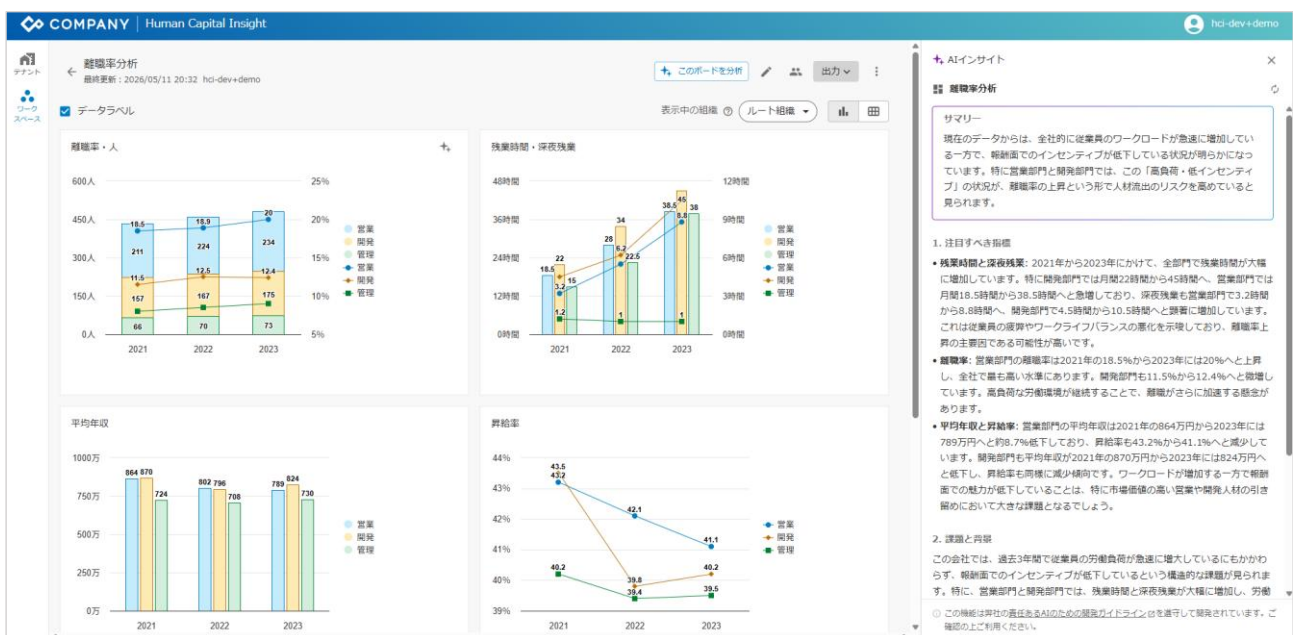 COMPANY | Human Capital Insight
hci-dev+demo
テナント
ワーク
スペース
離職率分析
最終更新：2026/05/11 20:32 hci-dev+demo
このボードを分析
出力
データラベル
表示中の組織
ルート組織
離職率・人
600人
450人
300人
150人
0人
25%
20%
15%
10%
5%
18.5
18.9
20
211
224
234
11.5
12.5
12.4
157
167
175
66
70
73
2021
2022
2023
営業
開発
管理
営業
開発
管理
残業時間・深夜残業
48時間
36時間
24時間
12時間
0時間
12時間
9時間
6時間
3時間
0時間
18.5
22
15
3.2
1.2
28
34
22.5
6.2
1
38.5
45
38
8.8
1
2021
2022
2023
営業
開発
管理
営業
開発
管理
平均年収
1000万
750万
500万
250万
0万
864
870
724
802
796
708
789
824
730
2021
2022
2023
営業
開発
管理
昇給率
44%
43%
42%
41%
40%
39%
43.5
43.2
42.1
41.1
40.2
39.8
39.4
40.2
39.5
2021
2022
2023
営業
開発
管理
AIインサイト
離職率分析
サマリー
現在のデータからは、全社的に従業員のワークロードが急速に増加してい
る一方で、報酬面でのインセンティブが低下している状況が明らかになっ
ています。特に営業部門と開発部門では、この「高負荷・低インセンティ
ブ」の状況が、離職率の上昇という形で人材流出のリスクを高めていると
見られます。
1. 注目すべき指標
• 残業時間と深夜残業: 2021年から2023年にかけて、全部門で残業時間が大幅
に増加しています。特に開発部門では月間22時間から45時間へ、営業部門では
月間18.5時間から38.5時間へと急増しており、深夜残業も営業部門で3.2時間
から8.8時間へ、開発部門で4.5時間から10.5時間へと顕著に増加しています。
これは従業員の疲弊やワークライフバランスの悪化を示唆しており、離職率上
昇の主要因である可能性が高いです。
• 離職率: 営業部門の離職率は2021年の18.5%から2023年には20%へと上昇
し、全社で最も高い水準にあります。開発部門も11.5%から12.4%へと微増し
ています。高負荷な労働環境が継続することで、離職がさらに加速する懸念が
あります。
• 平均年収と昇給率: 営業部門の平均年収は2021年の864万円から2023年には
789万円へと約8.7%低下しており、昇給率も43.2%から41.1%へと減少して
います。開発部門も平均年収が2021年の870万円から2023年には824万円へ
と低下し、昇給率も同様に減少傾向です。ワークロードが増加する一方で報酬
面での魅力が低下していることは、特に市場価値の高い営業や開発人材の引き
留めにおいて大きな課題となるでしょう。
2. 課題と背景
この会社では、過去3年間で従業員の労働負荷が急速に増大しているにもかかわ
らず、報酬面でのインセンティブが低下しているという構造的な課題が見られま
す。特に、営業部門と開発部門では、残業時間と深夜残業が大幅に増加し、労働
この機能は弊社の責任あるAIのための開発ガイドラインを遵守して開発されています。ご
確認の上ご利用ください。